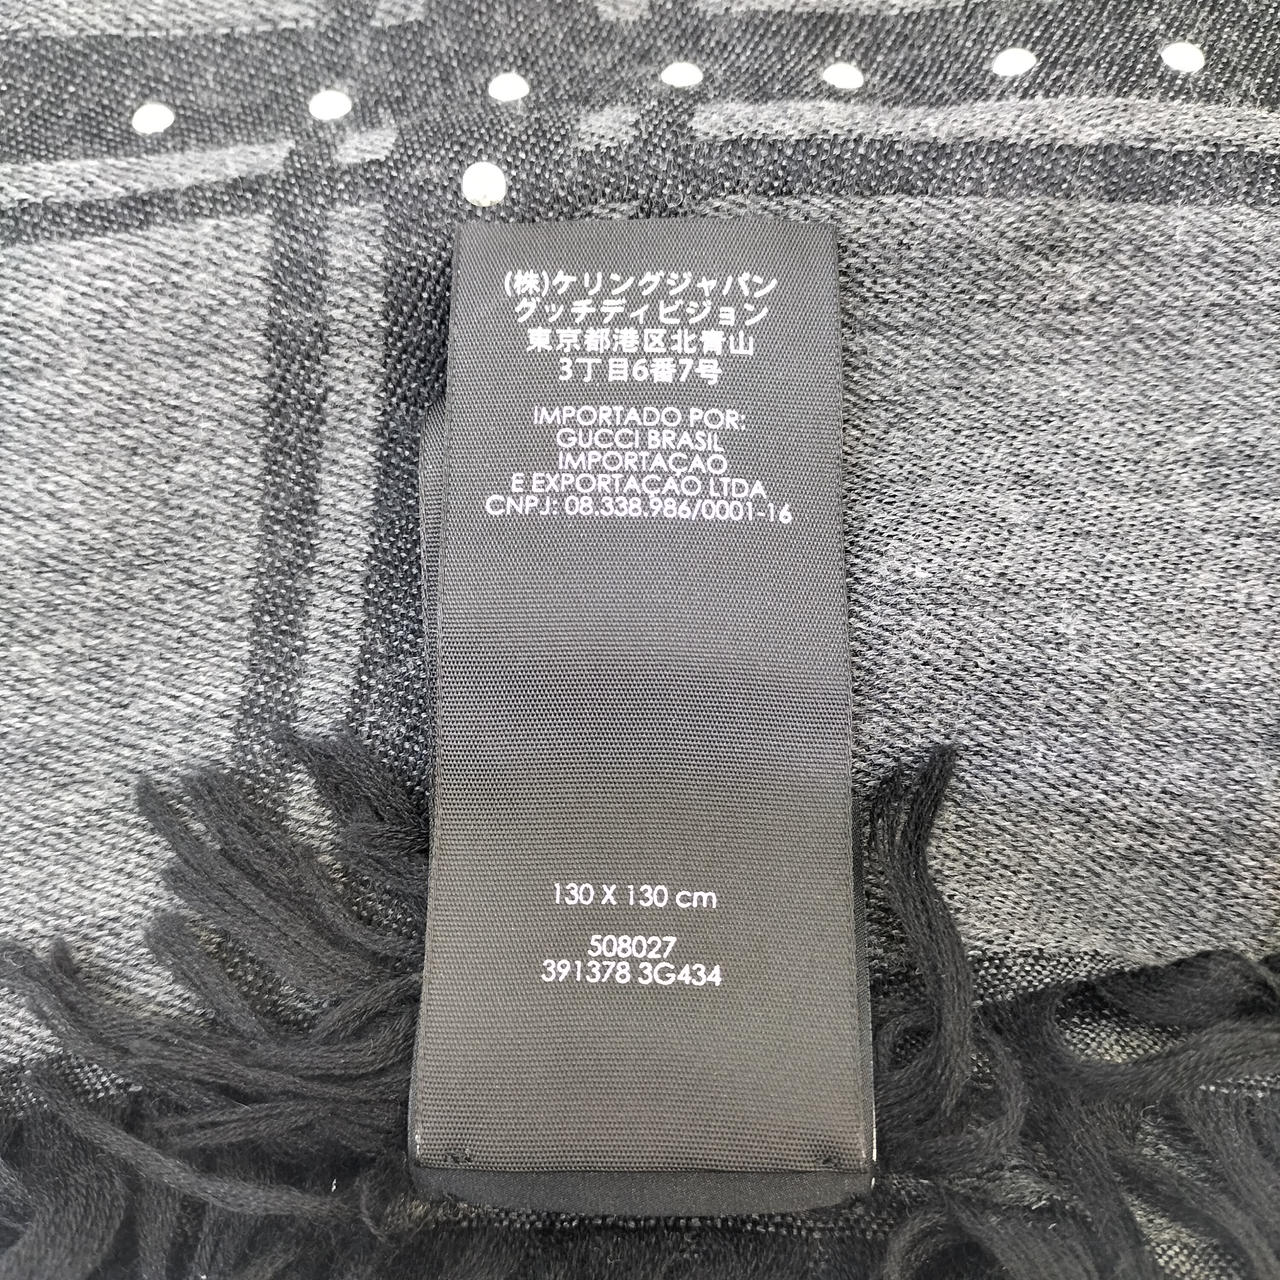 (株)ケリングジャパン
グッチディビジョン
東京都港区北青山
3丁目6番7号
IMPORTADO POR:
GUCCI BRASIL
IMPORTAÇAO
E EXPORTAÇAO LTDA
CNPJ: 08.338.986/0001-16
130 X 130 cm
508027
391378 3G434